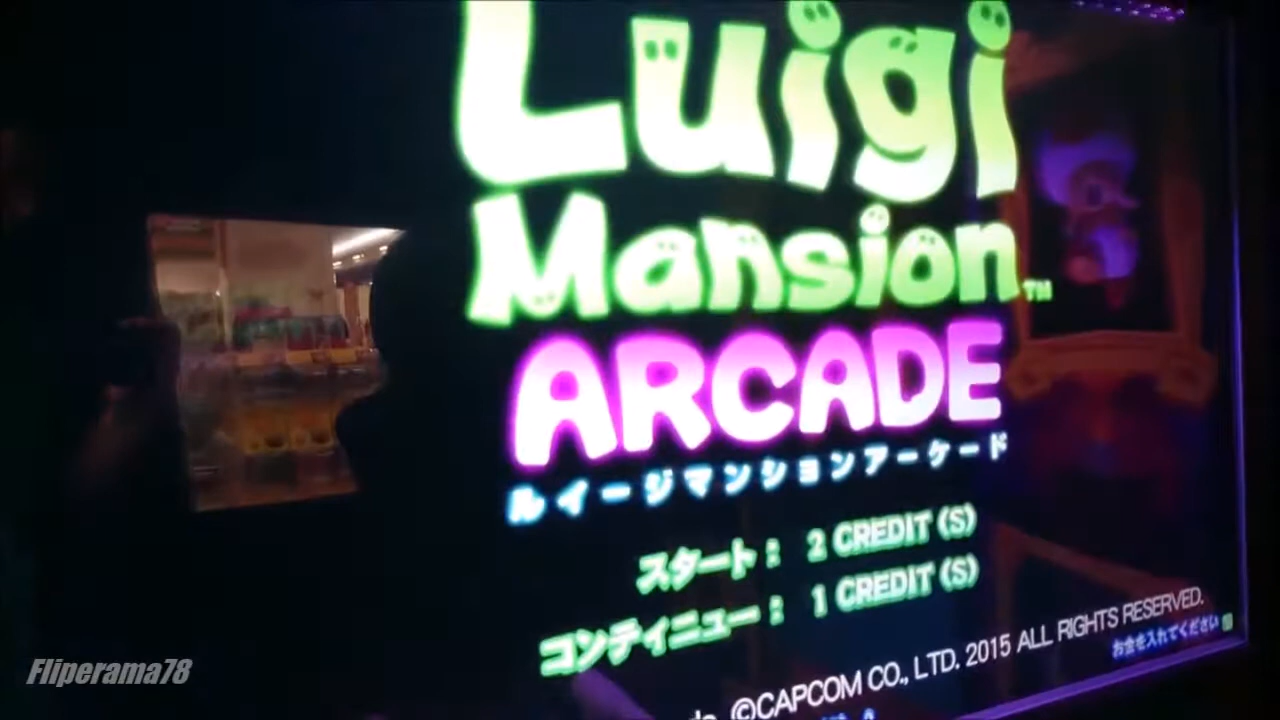 Luigi
Mansion™
ARCADE
ルイージマンションアーケード
スタート： 2 CREDIT(S)
コンティニュー： 1 CREDIT(S)
©CAPCOM CO., LTD. 2015 ALL RIGHTS RESERVED.
お金を入れてください
Fliperama78